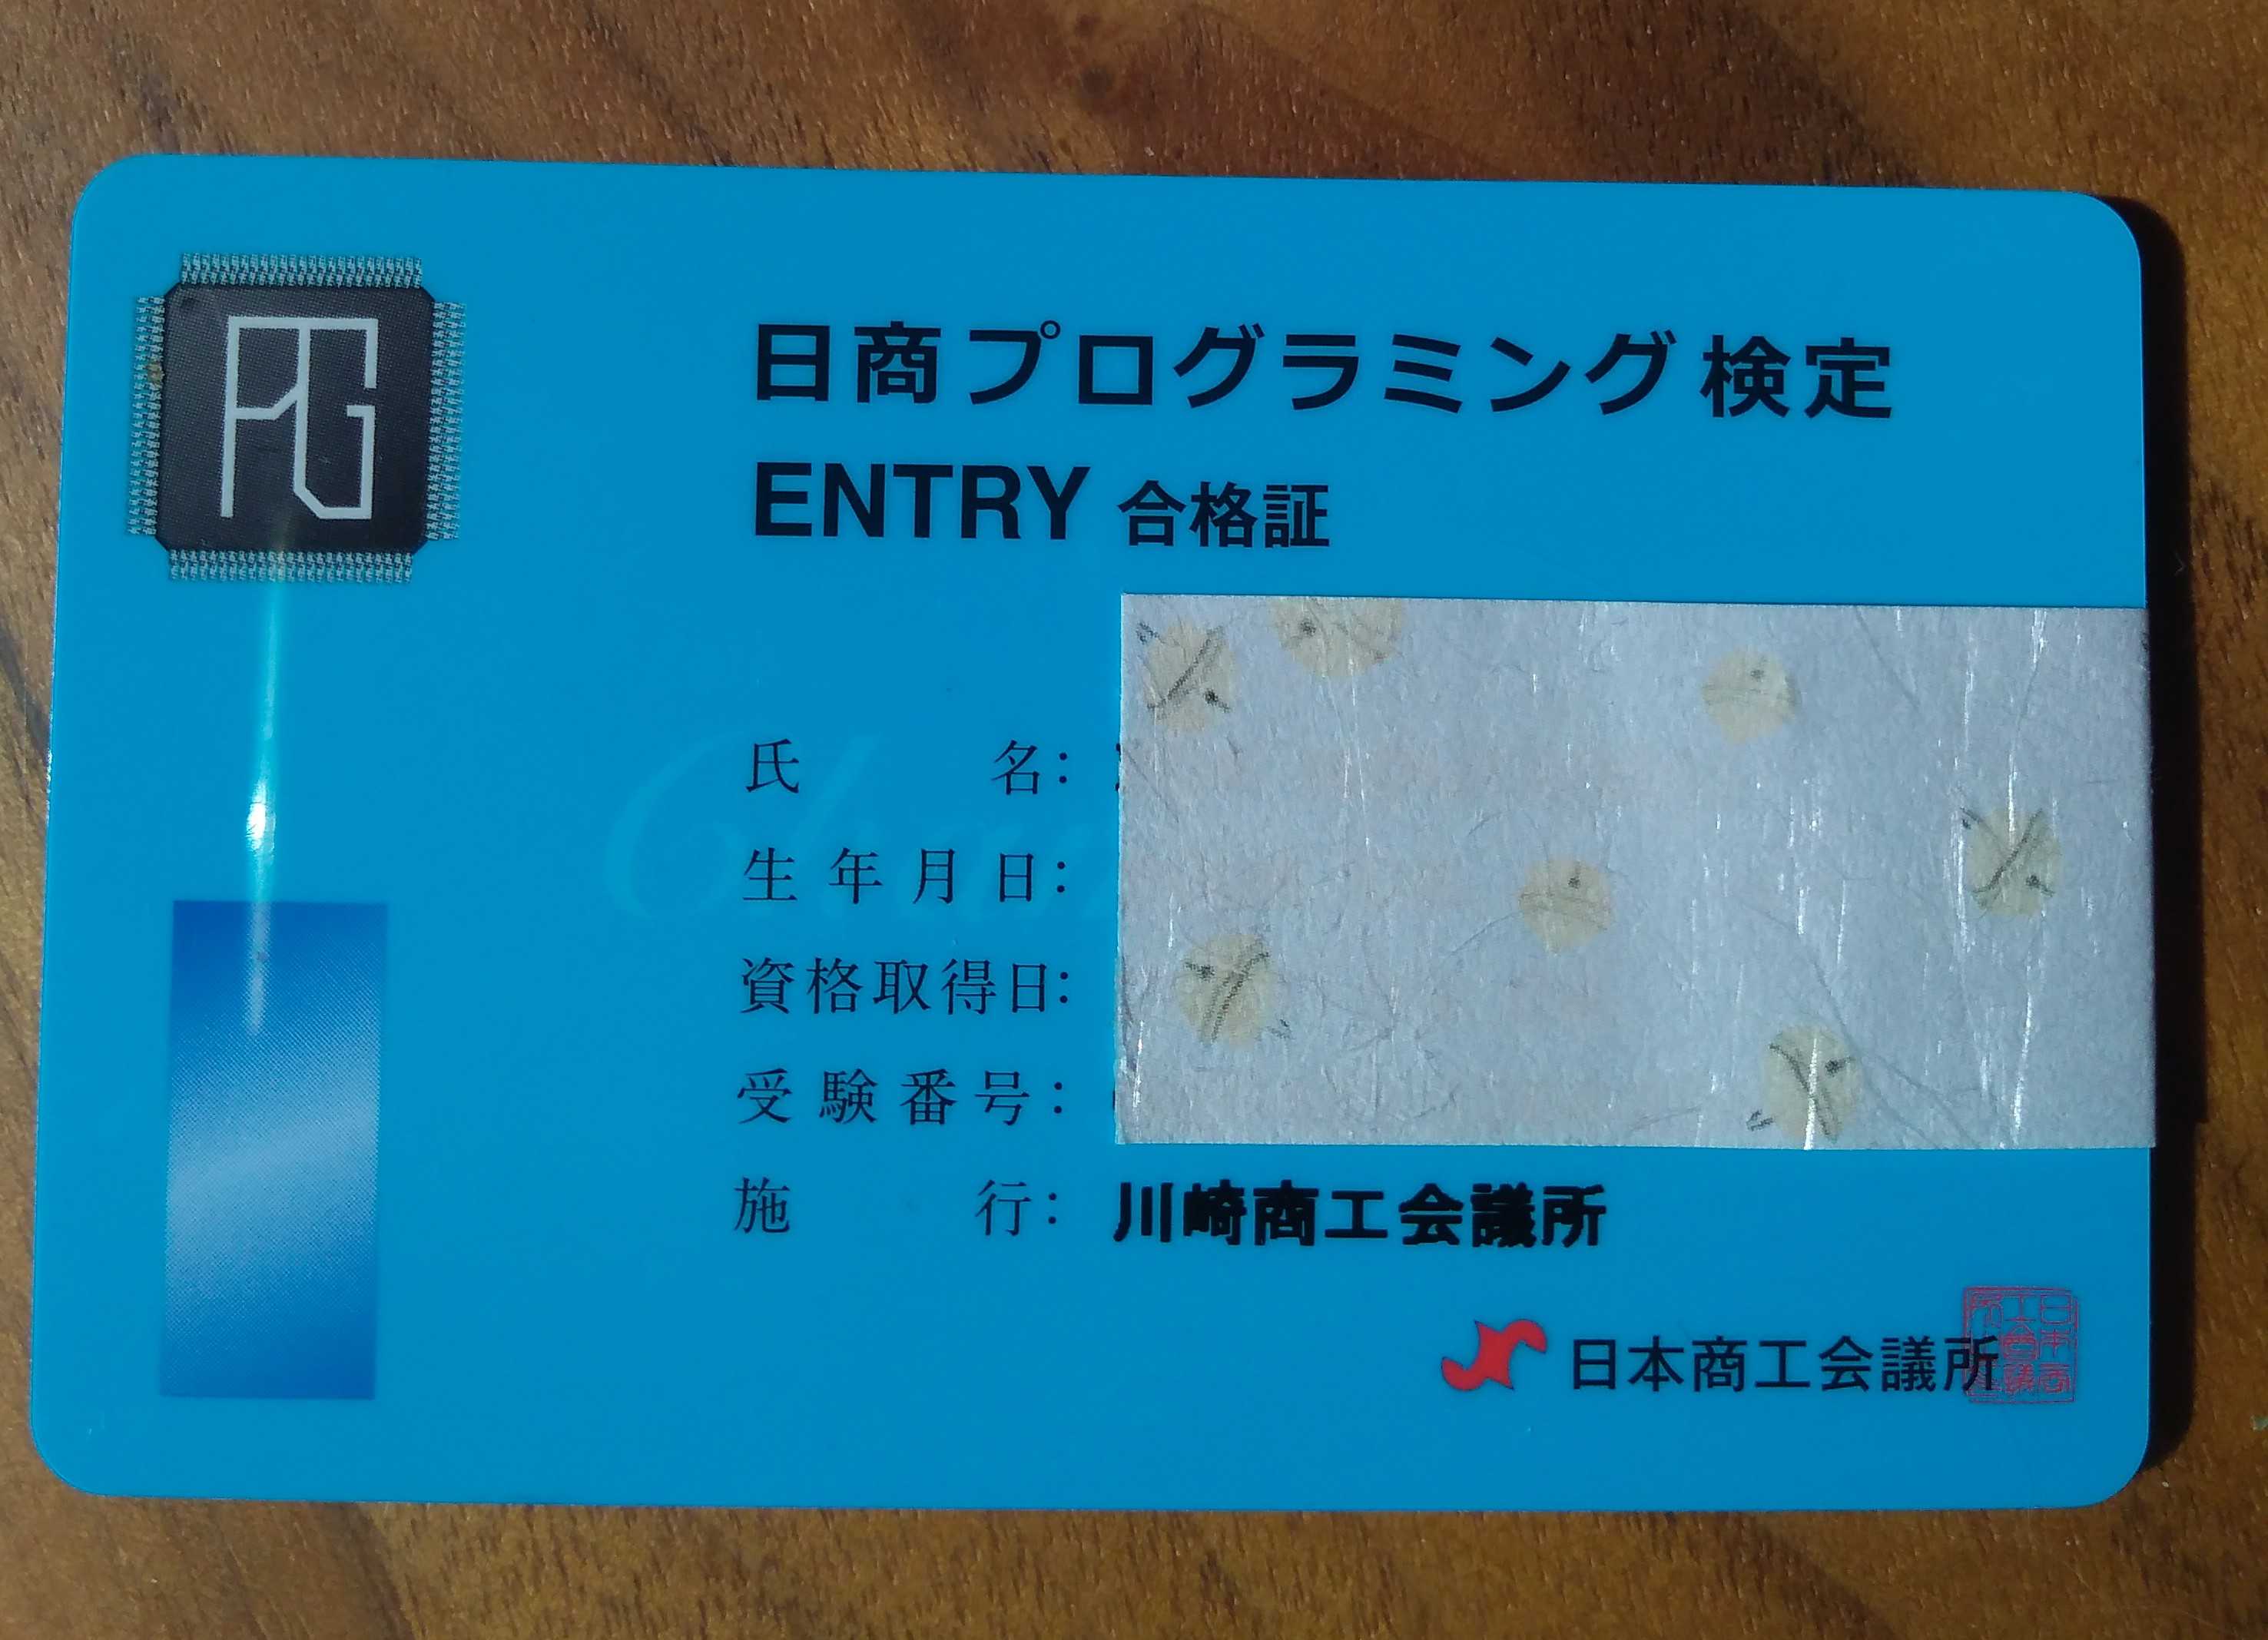 PG
日商プログラミング検定
ENTRY 合格証
氏名:
生年月日:
資格取得日:
受験番号:
施行: 川崎商工会議所
日本商工会議所